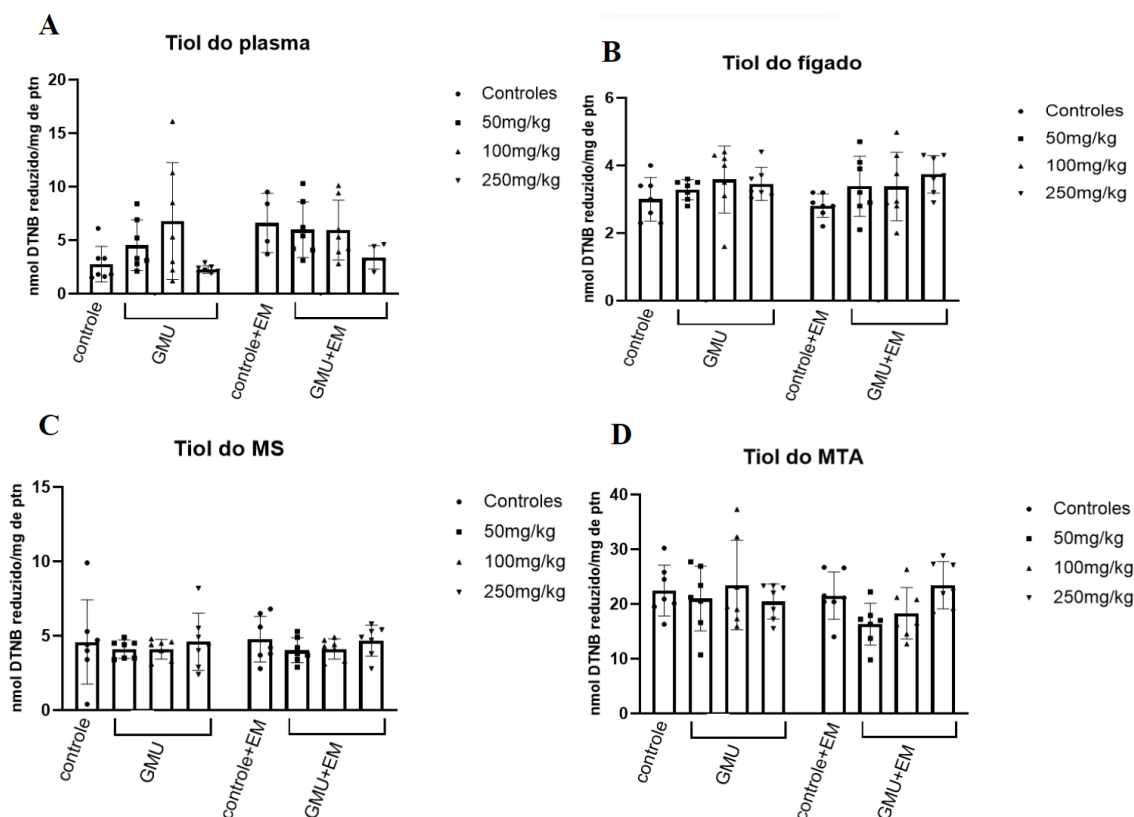 A
Tiol do plasma
nmol DTNB reduzido/mg de ptn
20
15
10
5
0
controle
GMU
controle+EM
GMU+EM
Controles
50mg/kg
100mg/kg
250mg/kg
B
Tiol do fígado
nmol DTNB reduzido/mg de ptn
6
4
2
0
controle
GMU
controle+EM
GMU+EM
Controles
50mg/kg
100mg/kg
250mg/kg
C
Tiol do MS
nmol DTNB reduzido/mg de ptn
15
10
5
0
controle
GMU
controle+EM
GMU+EM
Controles
50mg/kg
100mg/kg
250mg/kg
D
Tiol do MTA
nmol DTNB reduzido/mg de ptn
40
30
20
10
0
controle
GMU
controle+EM
GMU+EM
Controles
50mg/kg
100mg/kg
250mg/kg